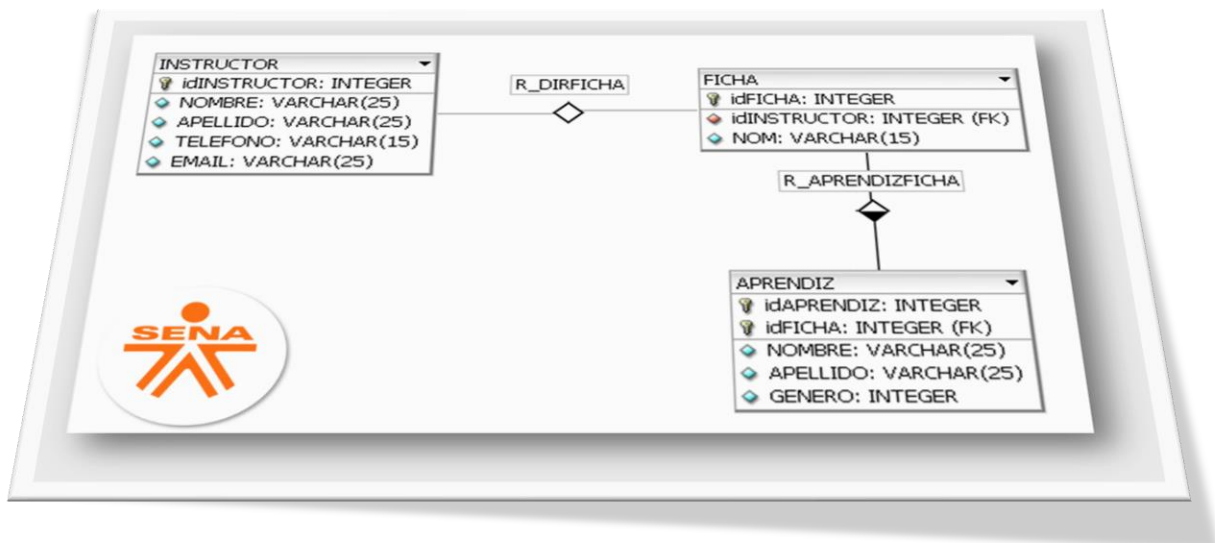 INSTRUCTOR
idINSTRUCTOR: INTEGER
NOMBRE: VARCHAR(25)
APELLIDO: VARCHAR(25)
TELEFONO: VARCHAR(15)
EMAIL: VARCHAR(25)
R_DIRFICHA
FICHA
idFICHA: INTEGER
idINSTRUCTOR: INTEGER (FK)
NOM: VARCHAR(15)
R_APRENDIZFICHA
APRENDIZ
idAPRENDIZ: INTEGER
idFICHA: INTEGER (FK)
NOMBRE: VARCHAR(25)
APELLIDO: VARCHAR(25)
GENERO: INTEGER
SENA